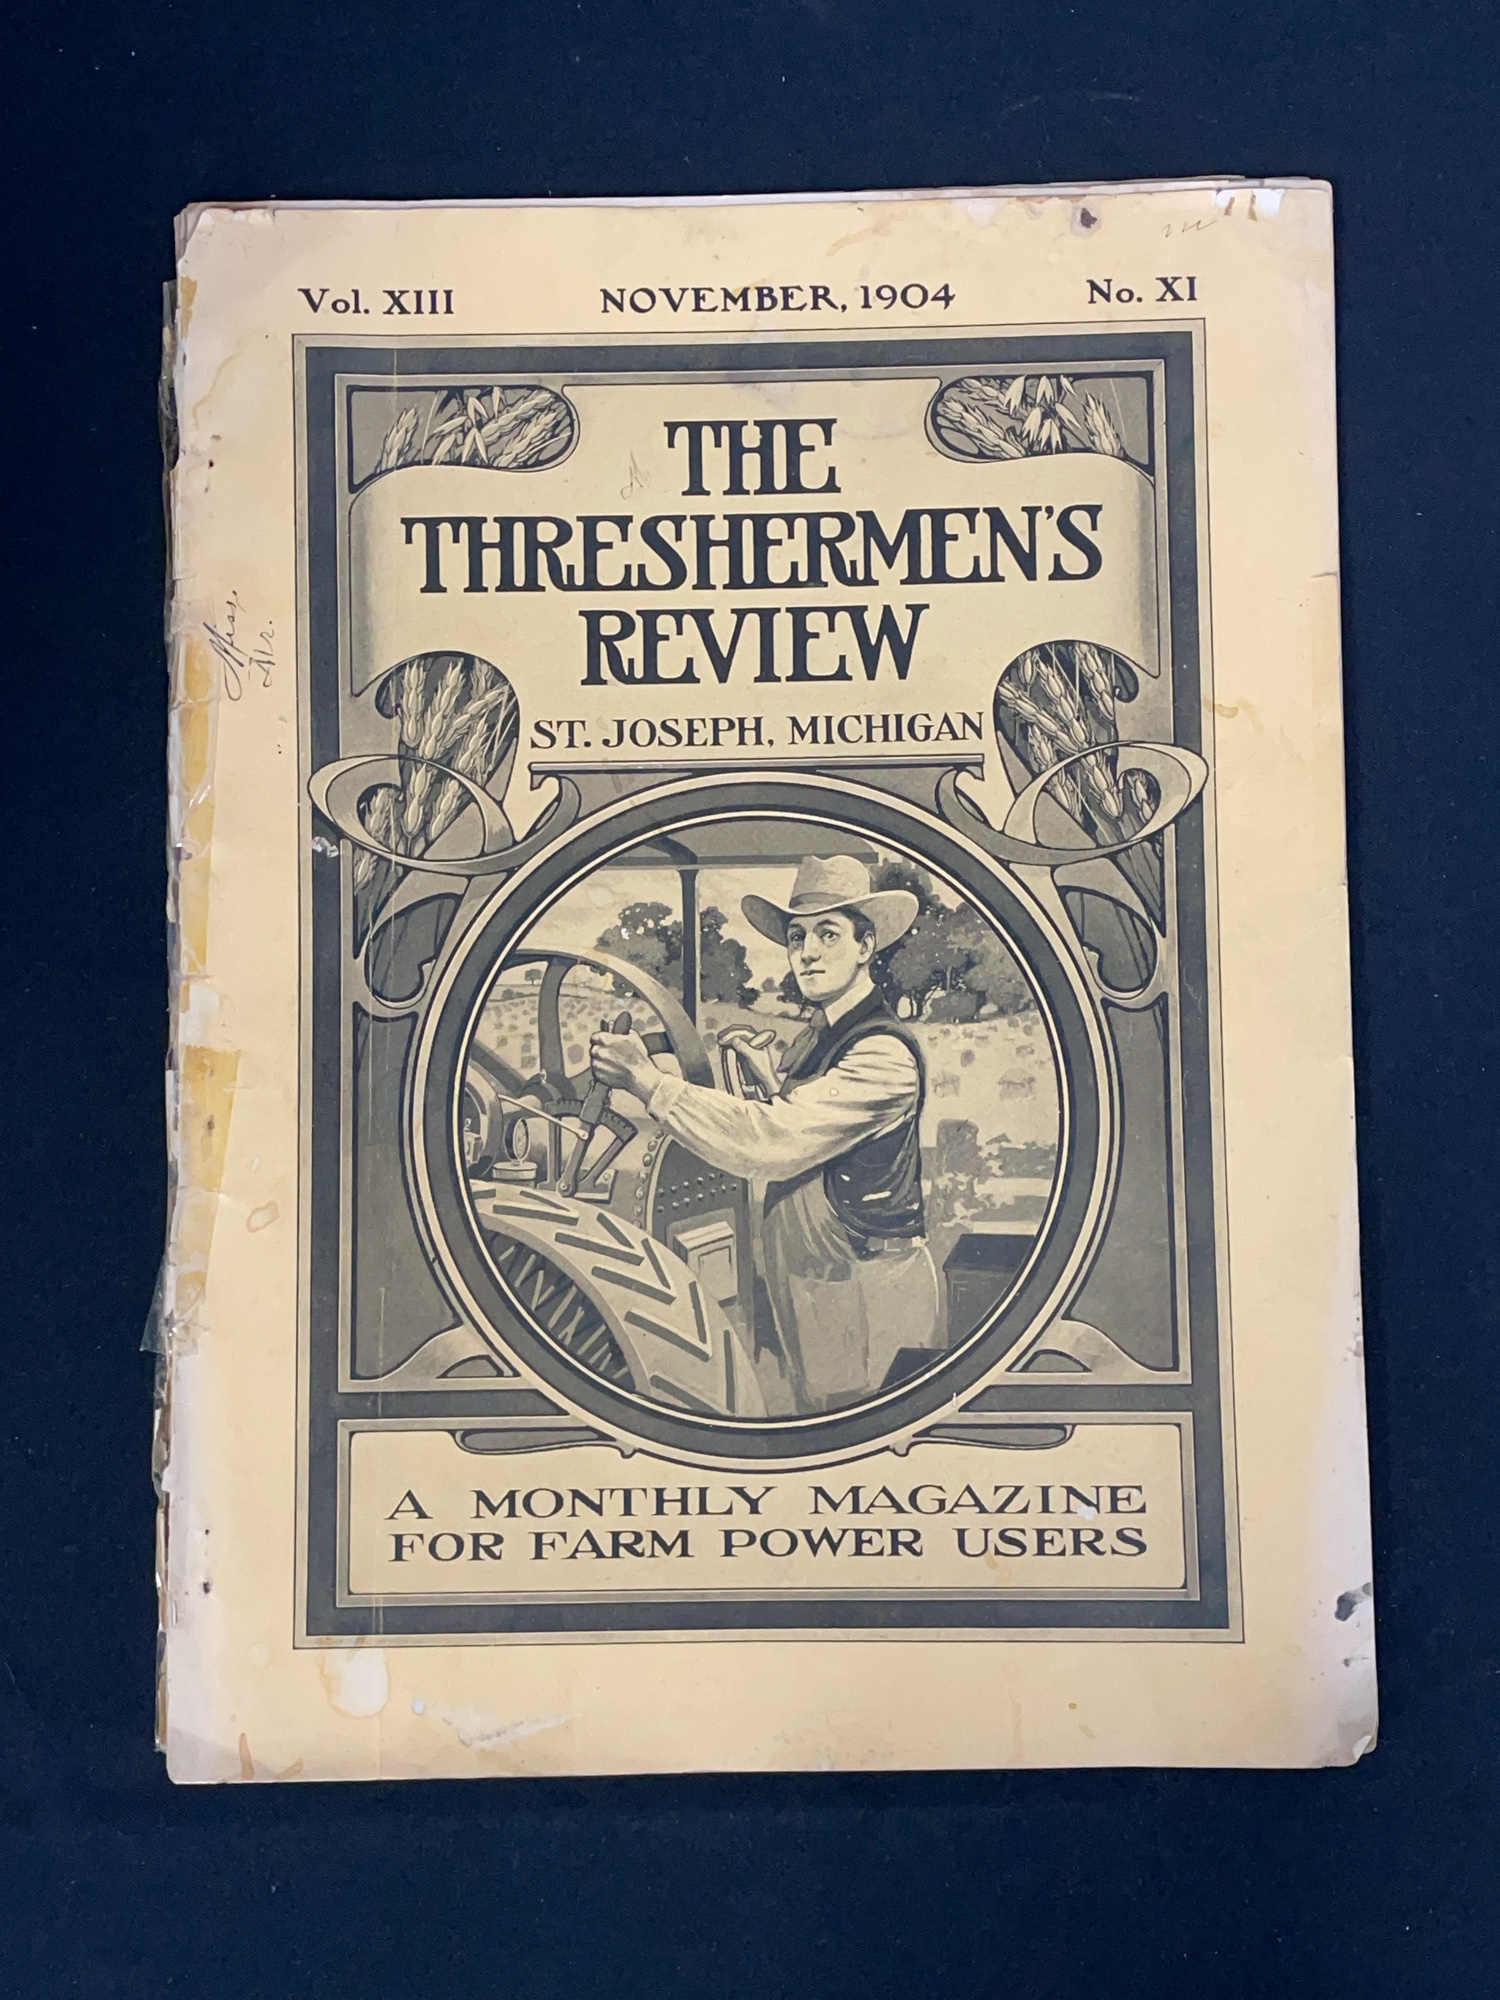 Vol. XIII NOVEMBER, 1904 No. XI
THE
THRESHERMEN'S
REVIEW
ST. JOSEPH, MICHIGAN
A MONTHLY MAGAZINE
FOR FARM POWER USERS